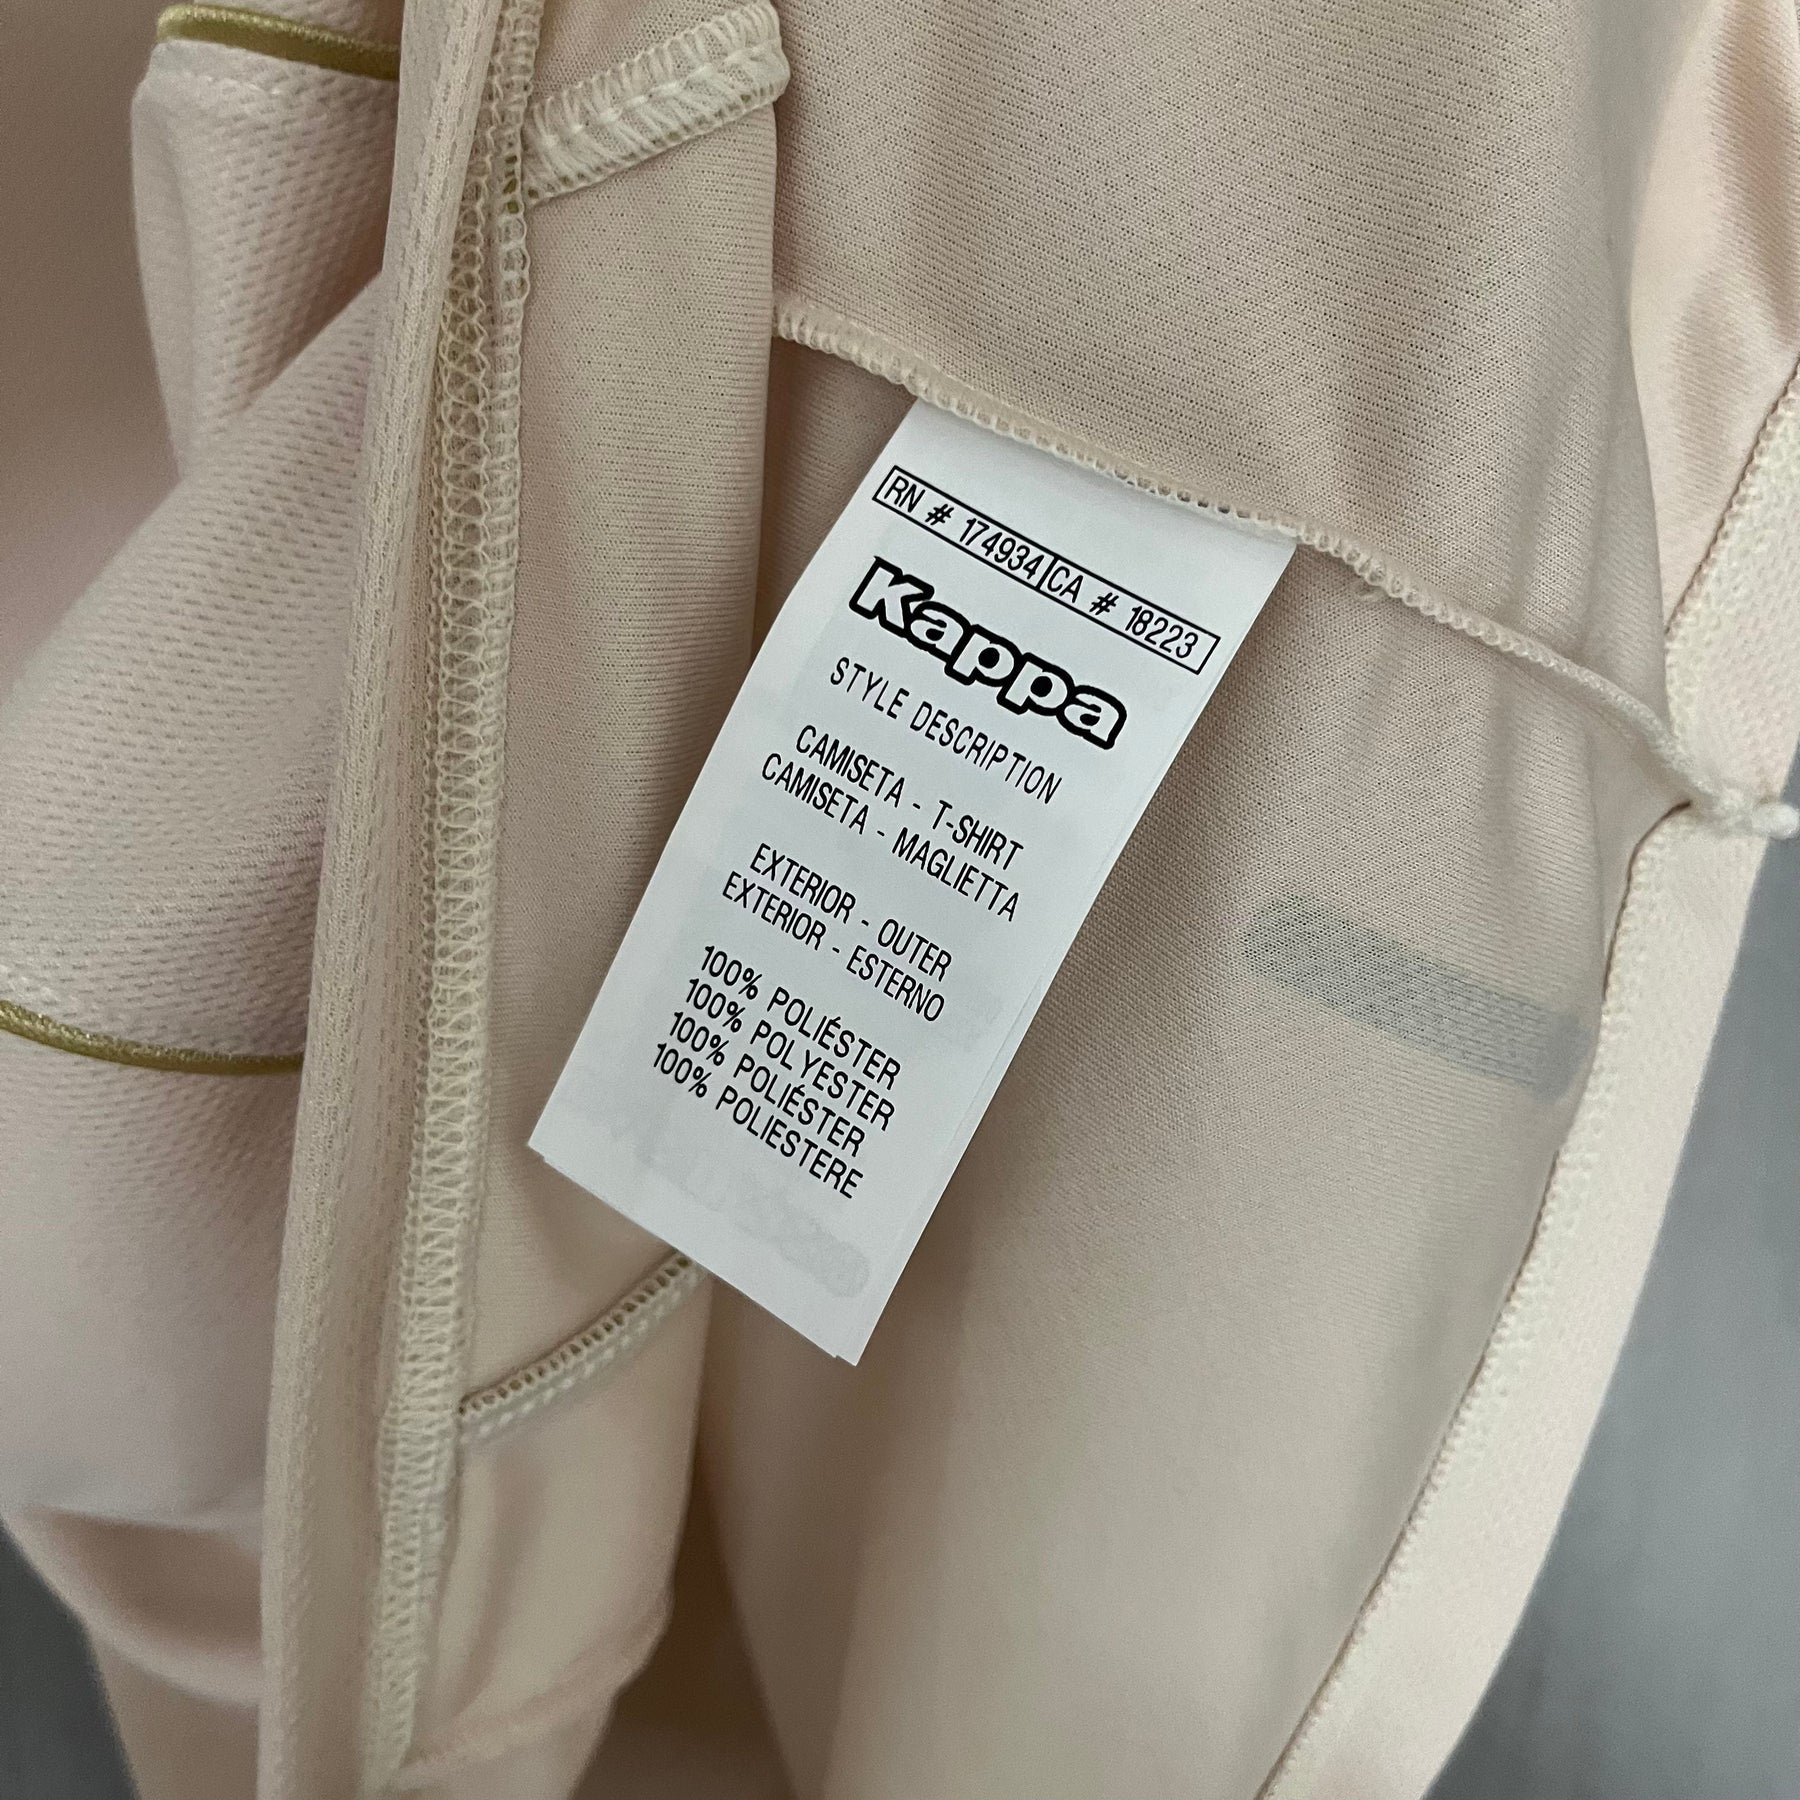 RN # 174934 CA # 18223
Kappa
STYLE DESCRIPTION
CAMISETA - T-SHIRT
CAMISETA - MAGLIETTA
EXTERIOR - OUTER
EXTERIOR - ESTERNO
100% POLIÉSTER
100% POLYESTER
100% POLIÉSTER
100% POLIESTERE